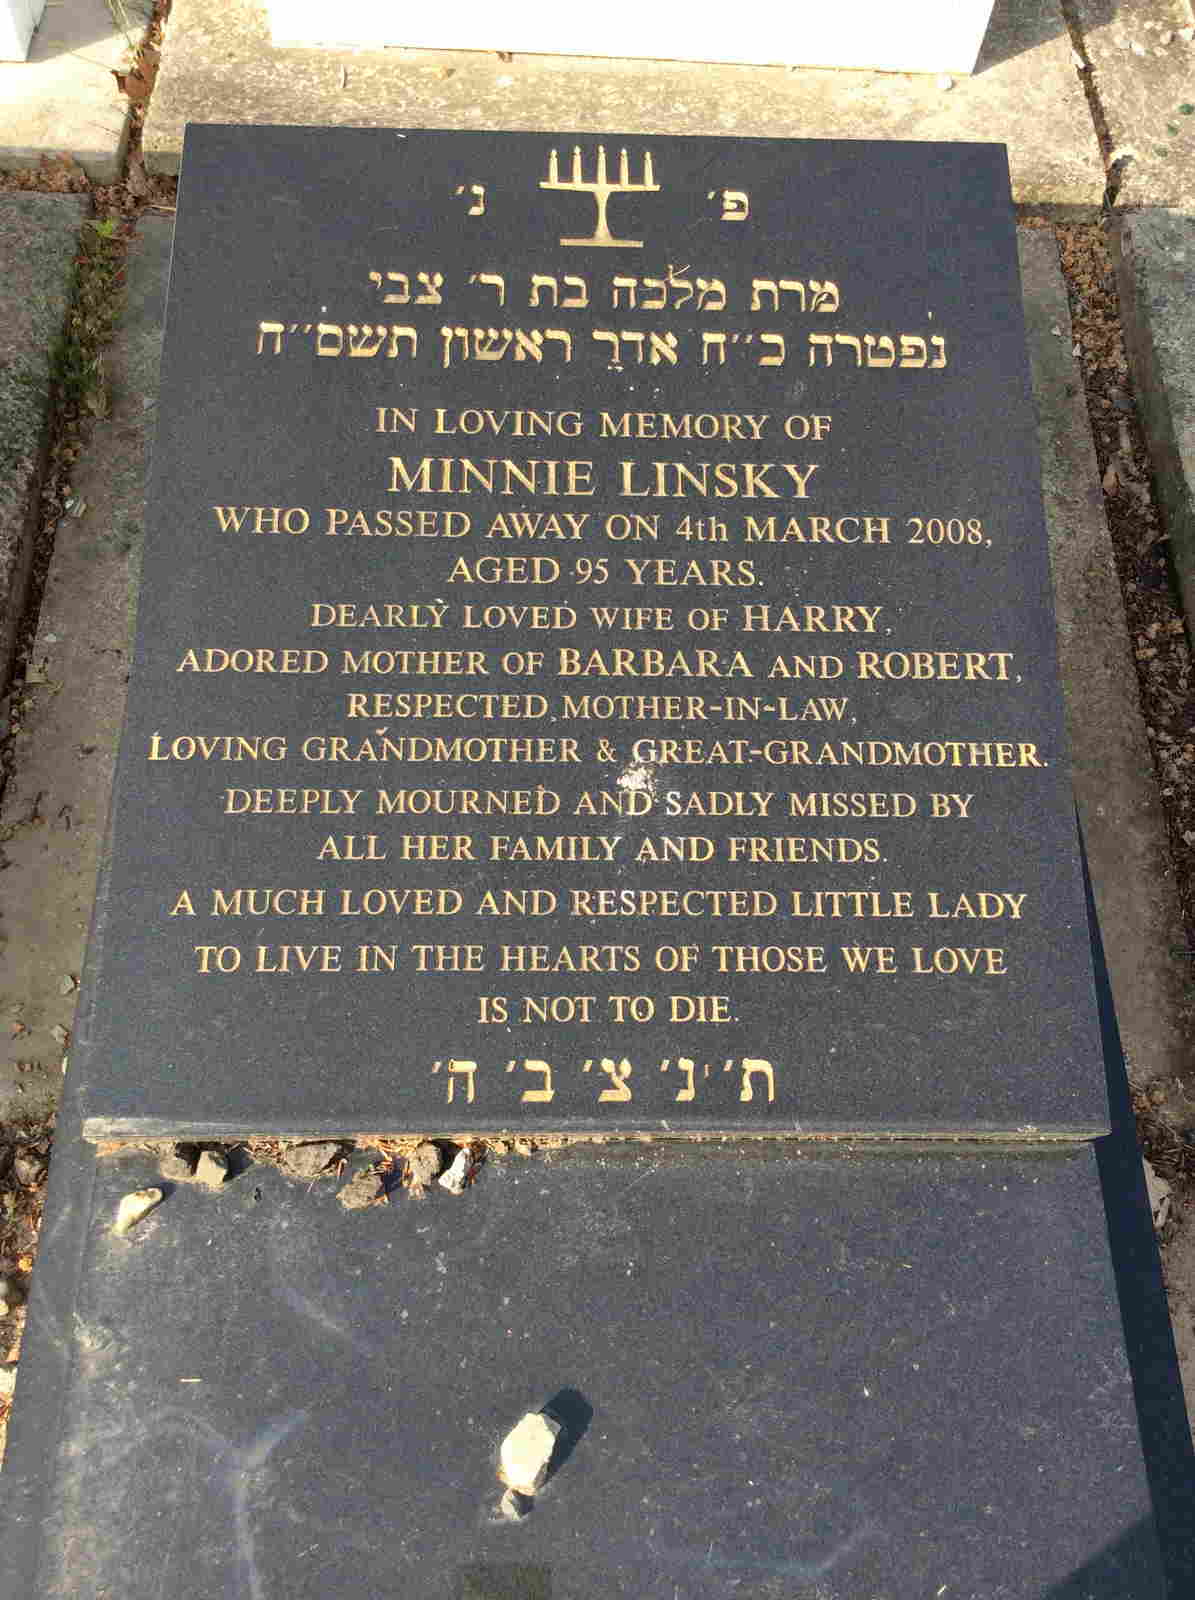 פ׳ נ׳
מרת מלכה בת ר׳ צבי
נפטרה כ׳׳ח אדר ראשון תשס׳׳ח
IN LOVING MEMORY OF
MINNIE LINSKY
WHO PASSED AWAY ON 4th MARCH 2008,
AGED 95 YEARS.
DEARLY LOVED WIFE OF HARRY,
ADORED MOTHER OF BARBARA AND ROBERT,
RESPECTED MOTHER-IN-LAW,
LOVING GRANDMOTHER & GREAT-GRANDMOTHER.
DEEPLY MOURNED AND SADLY MISSED BY
ALL HER FAMILY AND FRIENDS.
A MUCH LOVED AND RESPECTED LITTLE LADY
TO LIVE IN THE HEARTS OF THOSE WE LOVE
IS NOT TO DIE.
ת׳ נ׳ צ׳ ב׳ ה׳